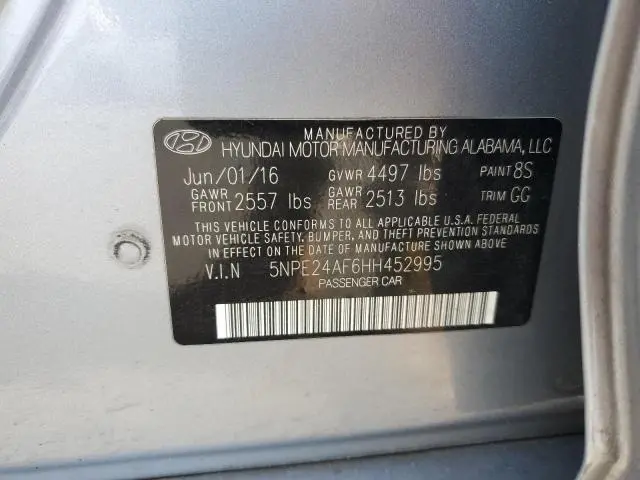 MANUFACTURED BY
HYUNDAI MOTOR MANUFACTURING ALABAMA, LLC
Jun/01/16 GVWR 4497 lbs PAINT 8S
GAWR FRONT 2557 lbs GAWR REAR 2513 lbs TRIM GG
THIS VEHICLE CONFORMS TO ALL APPLICABLE U.S.A. FEDERAL
MOTOR VEHICLE SAFETY, BUMPER, AND THEFT PREVENTION STANDARDS
IN EFFECT ON THE DATE OF MANUFACTURE SHOWN ABOVE
V.I.N 5NPE24AF6HH452995
PASSENGER CAR